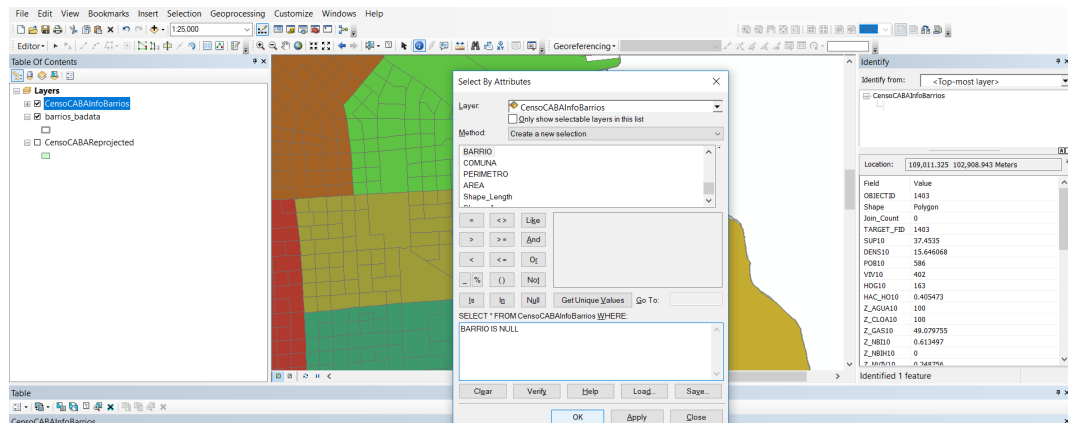 File Edit View Bookmarks Insert Selection Geoprocessing Customize Windows Help
1:25.000
Editor
Georeferencing
Table Of Contents
Layers
CensoCABAInfoBarrios
barrios_badata
CensoCABAReprojected
Select By Attributes
Layer: CensoCABAInfoBarrios
Only show selectable layers in this list
Method: Create a new selection
BARRIO
COMUNA
PERIMETRO
AREA
Shape_Length
= <> Like
> >= And
< <= Or
_ % () Not
Is In Null Get Unique Values Go To:
SELECT * FROM CensoCABAInfoBarrios WHERE:
BARRIO IS NULL
Clear Verify Help Load... Save...
OK Apply Close
Identify
Identify from: <Top-most layer>
CensoCABAInfoBarrios
Location: 109,011.325 102,908.943 Meters
Field Value
OBJECTID 1403
Shape Polygon
Join_Count 0
TARGET_FID 1403
SUP10 37.4535
DENS10 15.646068
POB10 586
VIV10 402
HOG10 163
HAC_HO10 0.405473
Z_AGUA10 100
Z_CLOA10 100
Z_GAS10 49.079755
Z_NBI10 0.613497
Z_NBIH10 0
Identified 1 feature
Table
CensoCABAInfoBarrios